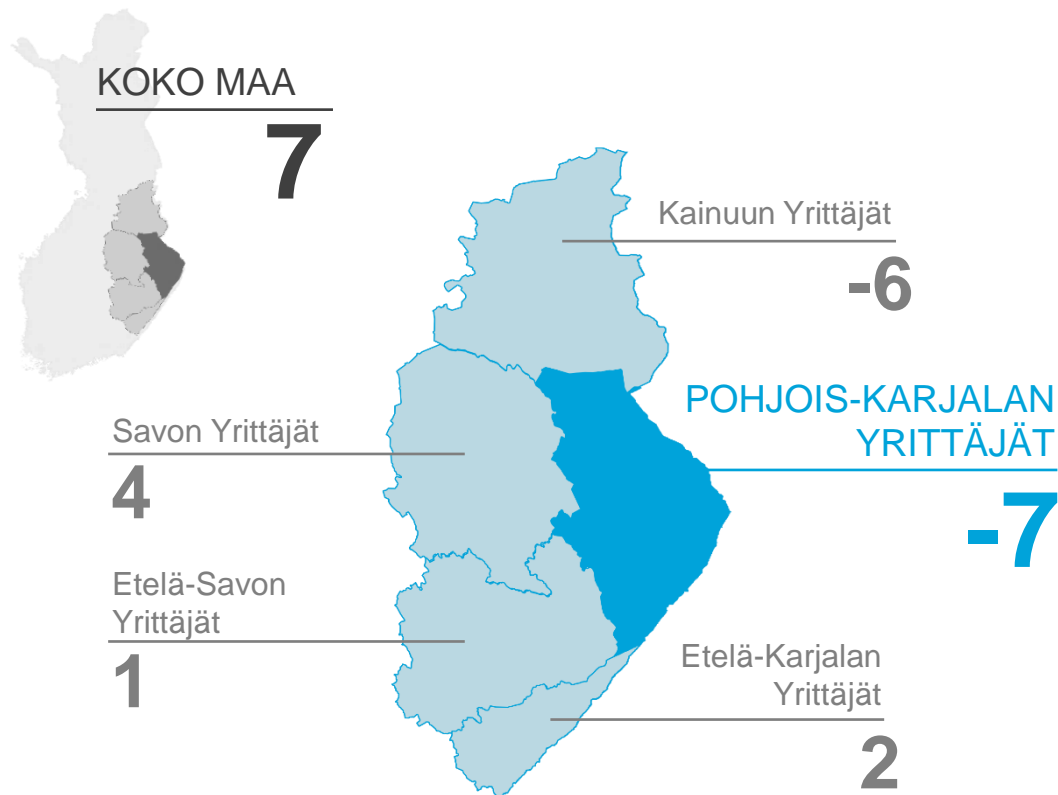 KOKO MAA
7
Kainuun Yrittäjät
-6
POHJOIS-KARJALAN
YRITTÄJÄT
-7
Savon Yrittäjät
4
Etelä-Savon
Yrittäjät
1
Etelä-Karjalan
Yrittäjät
2